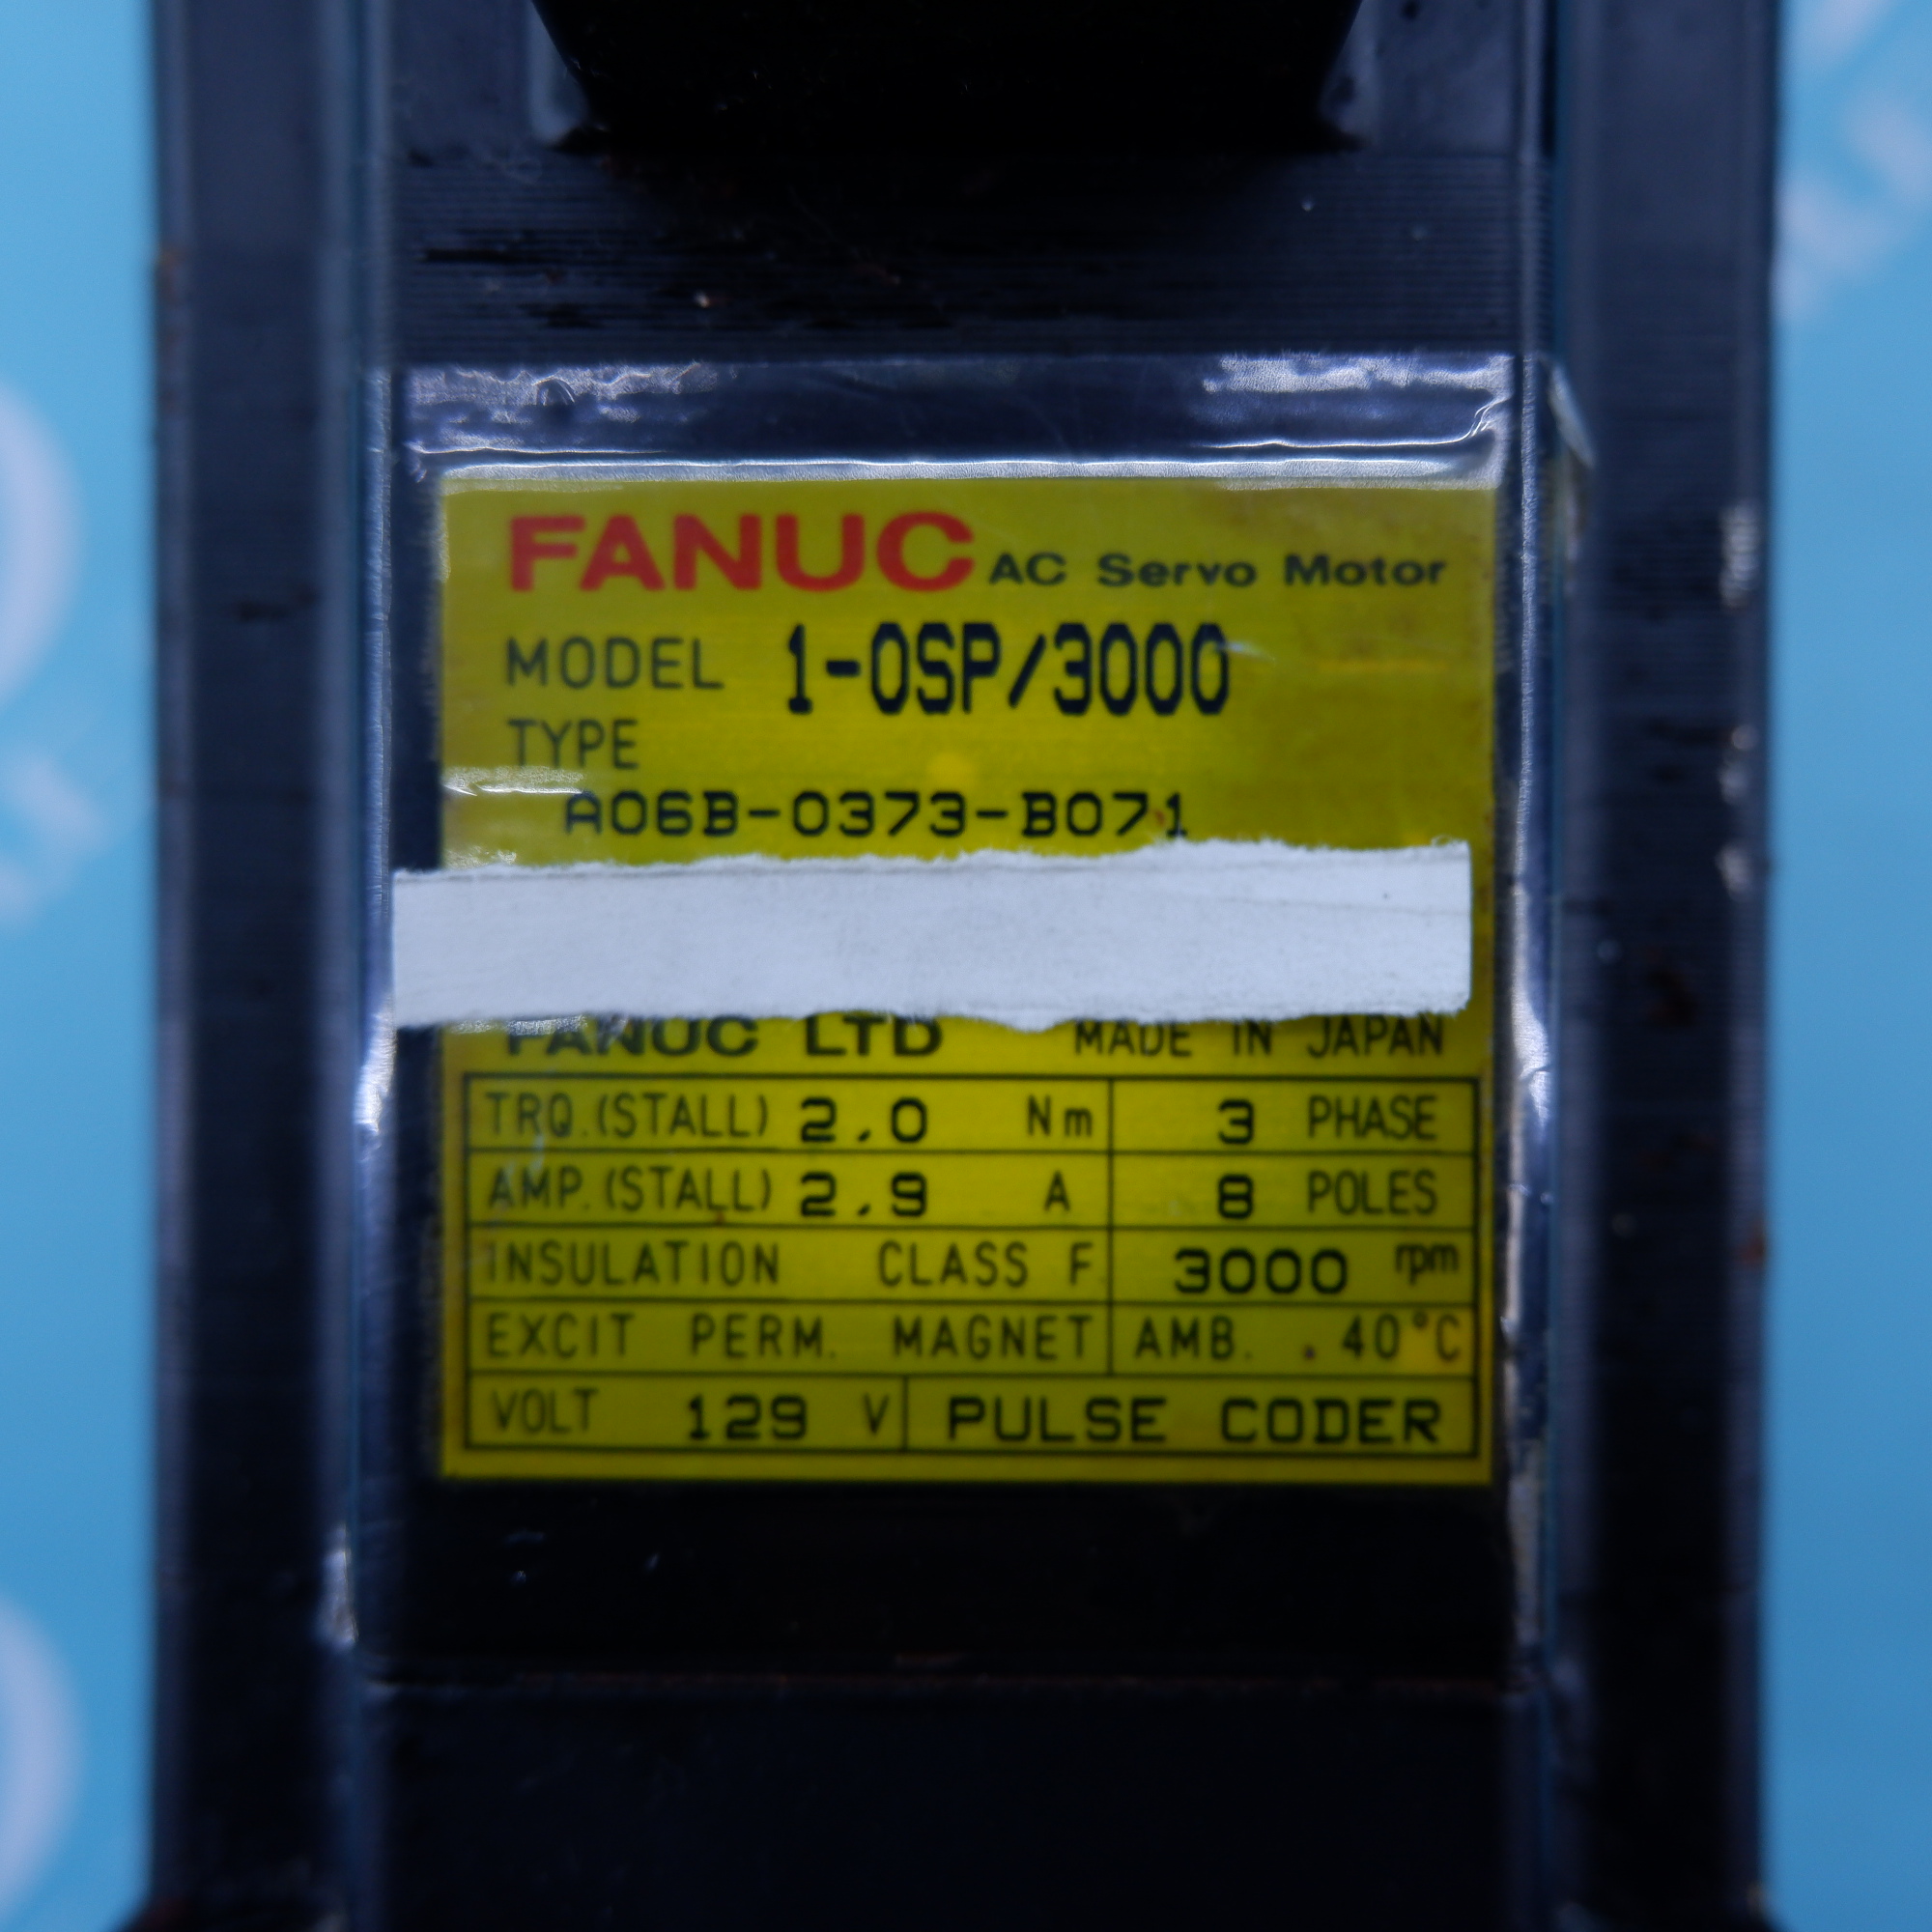 FANUC AC Servo Motor
MODEL 1-0SP/3000
TYPE
A06B-0373-B071
FANUC LTD MADE IN JAPAN
TRQ.(STALL) 2.0 Nm 3 PHASE
AMP.(STALL) 2.9 A 8 POLES
INSULATION CLASS F 3000 rpm
EXCIT PERM. MAGNET AMB. . 40°C
VOLT 129 V PULSE CODER